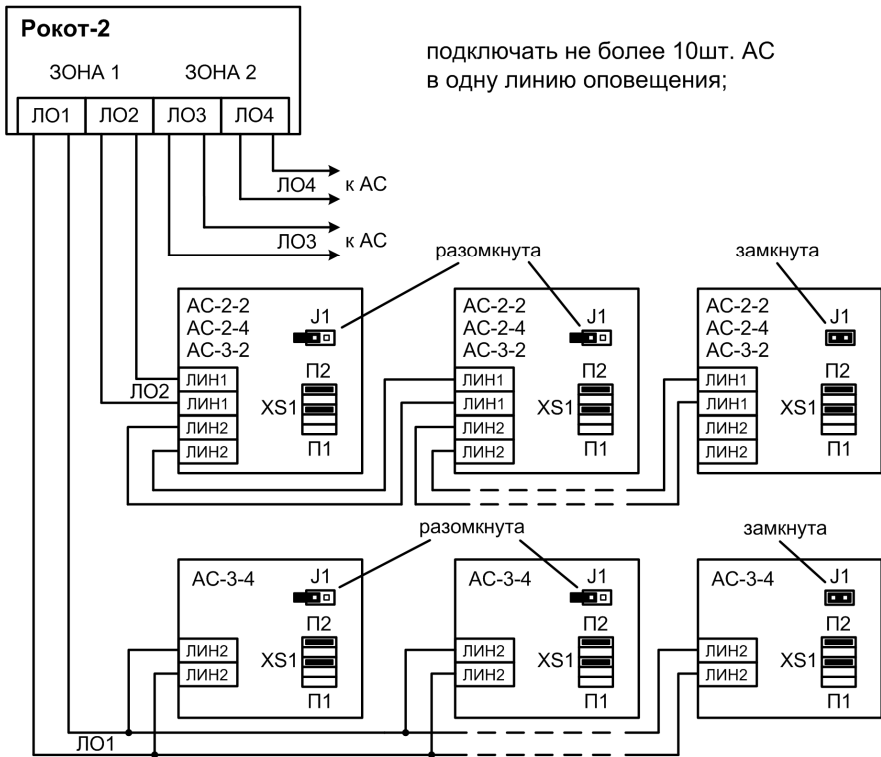 Рокот-2
подключать не более 10шт. АС
в одну линию оповещения;
ЗОНА 1 ЗОНА 2
ЛО1 ЛО2 ЛО3 ЛО4
ЛО4 к АС
ЛО3 к АС
разомкнута замкнута
АС-2-2 АС-2-2 АС-2-2
J1 J1 J1
АС-2-4 АС-2-4 АС-2-4
АС-3-2 АС-3-2 АС-3-2
П2 П2 П2
ЛИН1 ЛИН1 ЛИН1
ЛО2
ЛИН1 XS1 ЛИН1 XS1 ЛИН1 XS1
ЛИН2 ЛИН2 ЛИН2
ЛИН2 П1 ЛИН2 П1 ЛИН2 П1
разомкнута замкнута
АС-3-4 J1 АС-3-4 J1 АС-3-4 J1
П2 П2 П2
ЛИН2 ЛИН2 ЛИН2
XS1 XS1 XS1
ЛИН2 ЛИН2 ЛИН2
П1 П1 П1
ЛО1